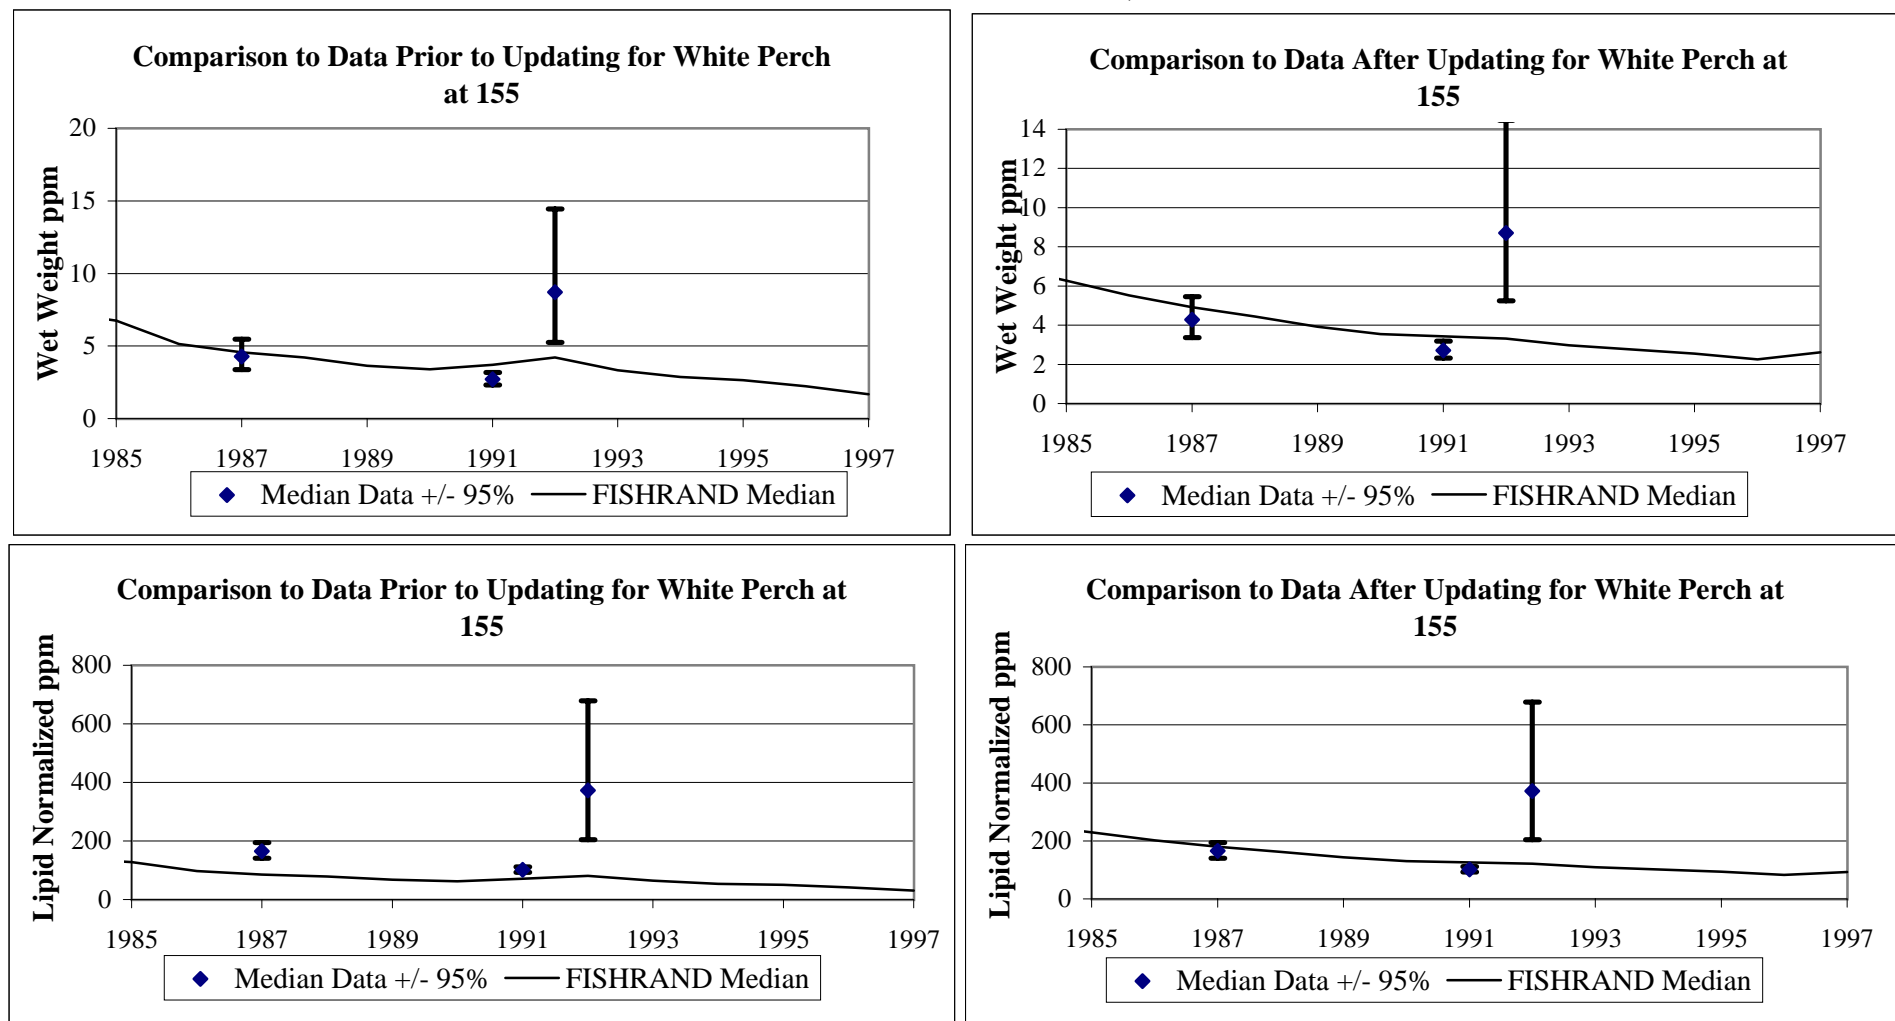 Comparison to Data Prior to Updating for White Perch
at 155
Wet Weight ppm
20
15
10
5
0
1985 1987 1989 1991 1993 1995 1997
Median Data +/- 95% FISHRAND Median
Comparison to Data After Updating for White Perch at
155
Wet Weight ppm
14
12
10
8
6
4
2
0
1985 1987 1989 1991 1993 1995 1997
Median Data +/- 95% FISHRAND Median
Comparison to Data Prior to Updating for White Perch at
155
Lipid Normalized ppm
800
600
400
200
0
1985 1987 1989 1991 1993 1995 1997
Median Data +/- 95% FISHRAND Median
Comparison to Data After Updating for White Perch at
155
Lipid Normalized ppm
800
600
400
200
0
1985 1987 1989 1991 1993 1995 1997
Median Data +/- 95% FISHRAND Median